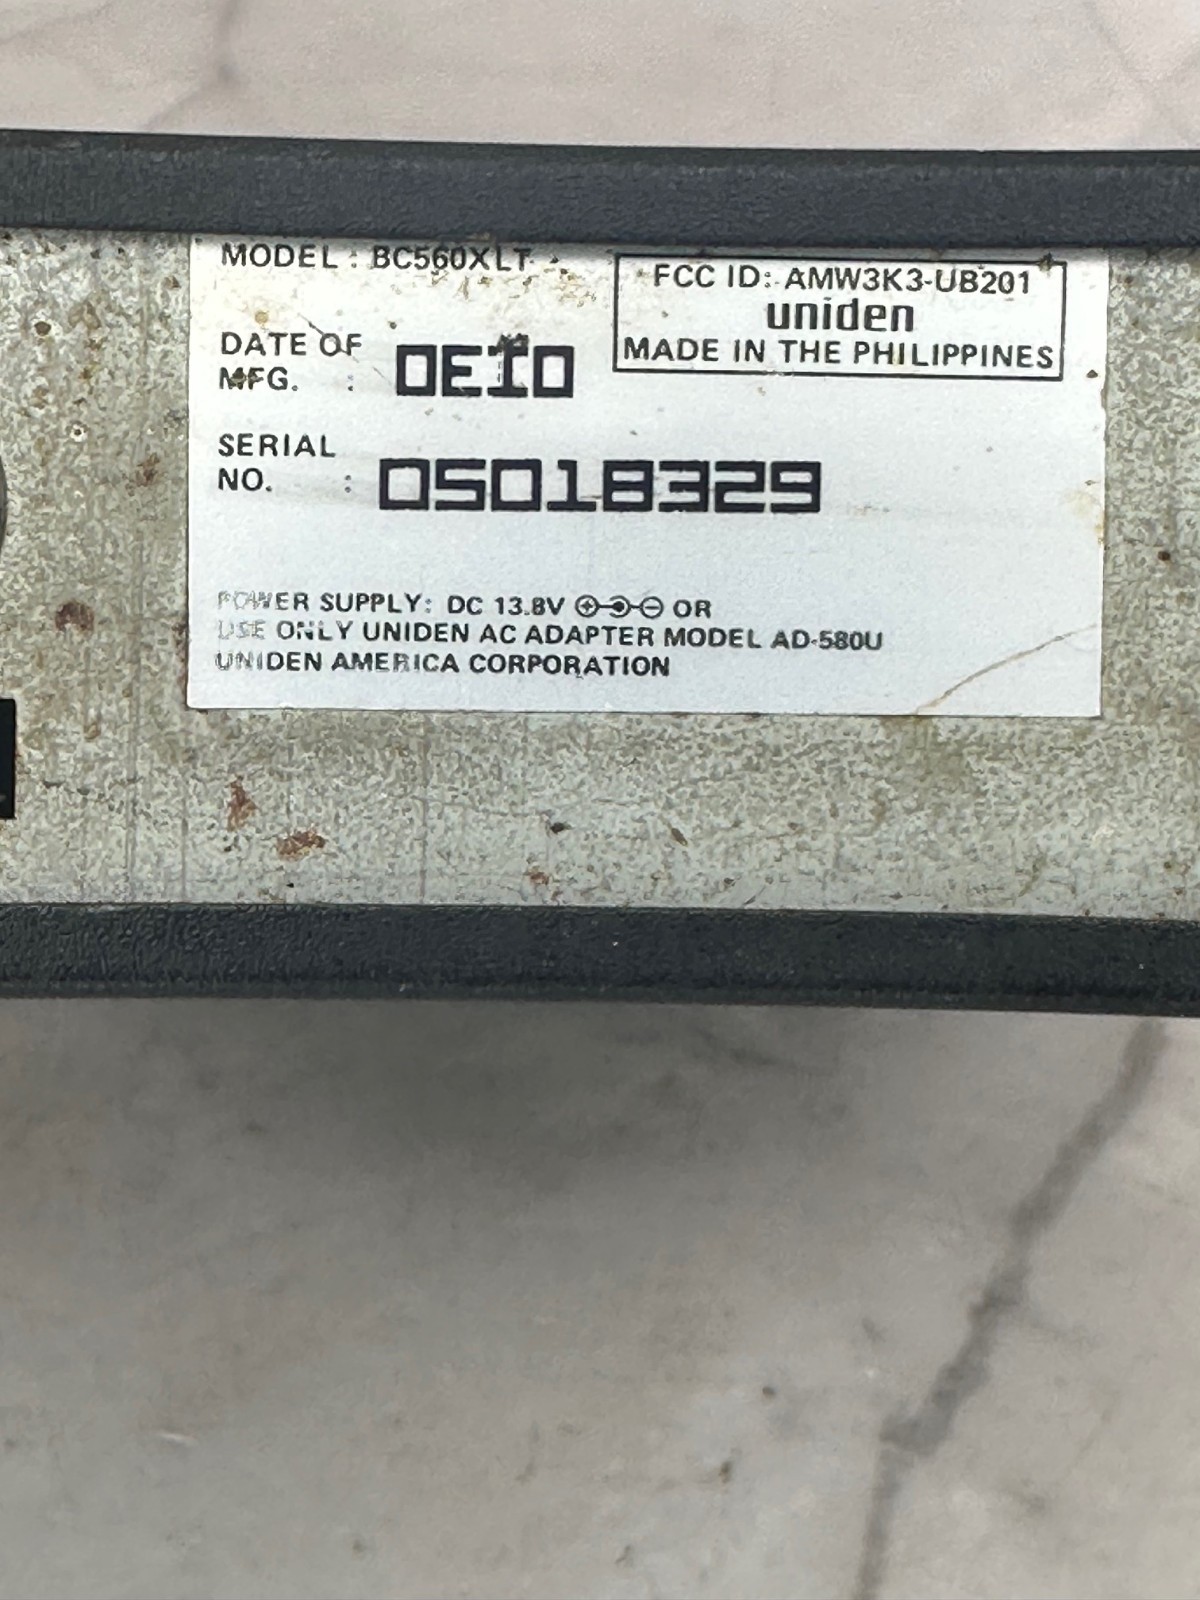 MODEL : BC560XLT
FCC ID: AMW3K3-UB201
uniden
MADE IN THE PHILIPPINES
DATE OF
MFG. : OEIO
SERIAL
NO. : 05018329
POWER SUPPLY: DC 13.8V OR
USE ONLY UNIDEN AC ADAPTER MODEL AD-580U
UNIDEN AMERICA CORPORATION